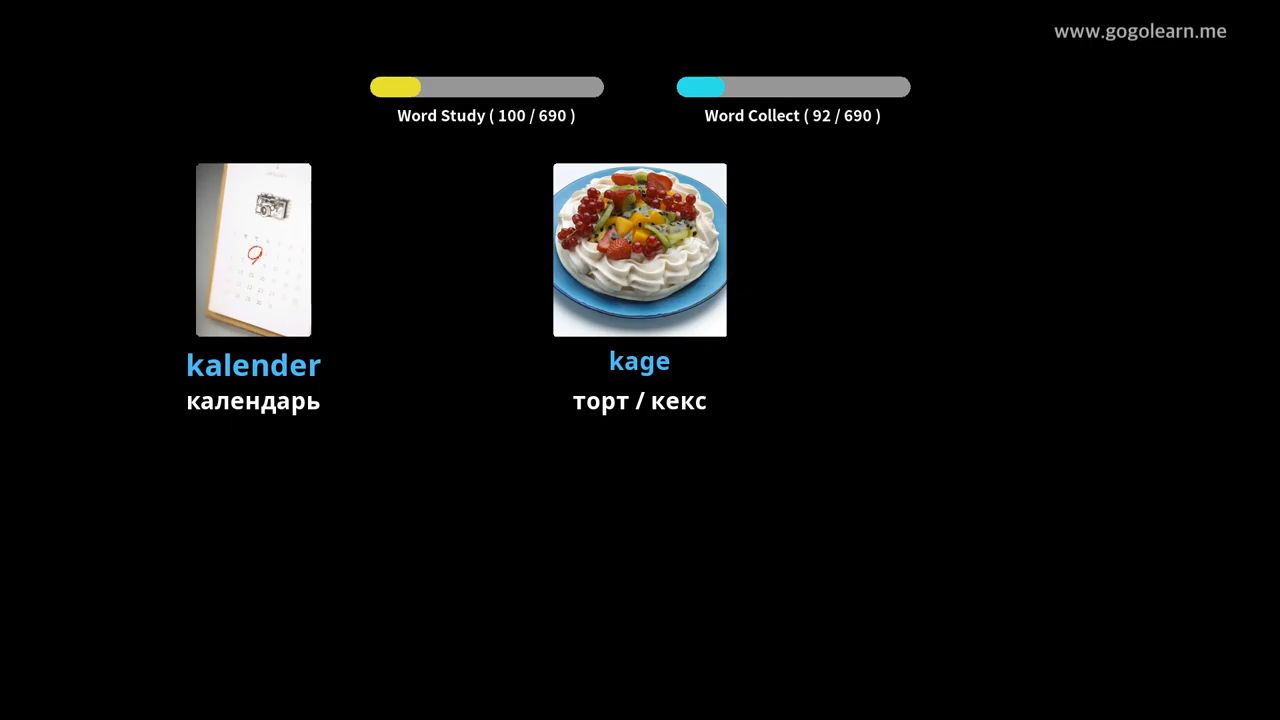 www.gogolearn.me
Word Study ( 100 / 690 )
Word Collect ( 92 / 690 )
kalender
календарь
kage
торт / кекс